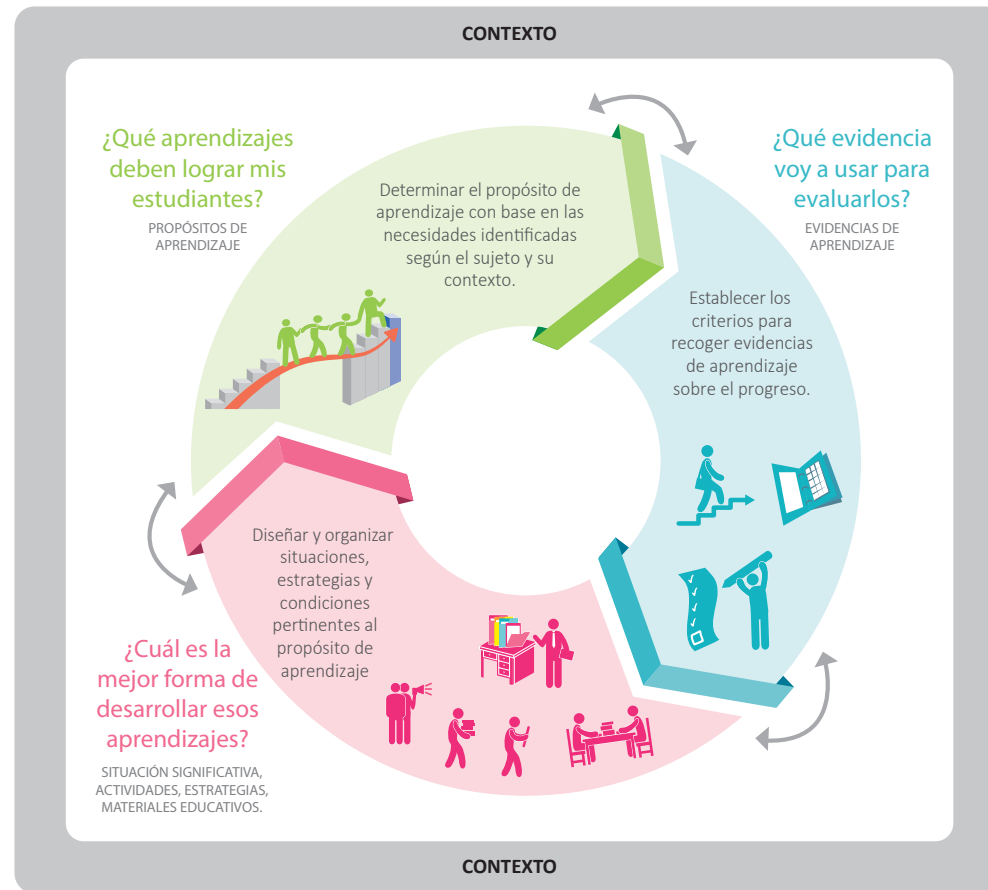 CONTEXTO
¿Qué aprendizajes
deben lograr mis
estudiantes?
PROPÓSITOS DE
APRENDIZAJE
Determinar el propósito de
aprendizaje con base en las
necesidades identificadas
según el sujeto y su
contexto.
¿Qué evidencia
voy a usar para
evaluarlos?
EVIDENCIAS DE
APRENDIZAJE
Establecer los
criterios para
recoger evidencias
de aprendizaje
sobre el progreso.
Diseñar y organizar
situaciones,
estrategias y
condiciones
pertinentes al
propósito de
aprendizaje
¿Cuál es la
mejor forma de
desarrollar esos
aprendizajes?
SITUACIÓN SIGNIFICATIVA,
ACTIVIDADES, ESTRATEGIAS,
MATERIALES EDUCATIVOS.
CONTEXTO